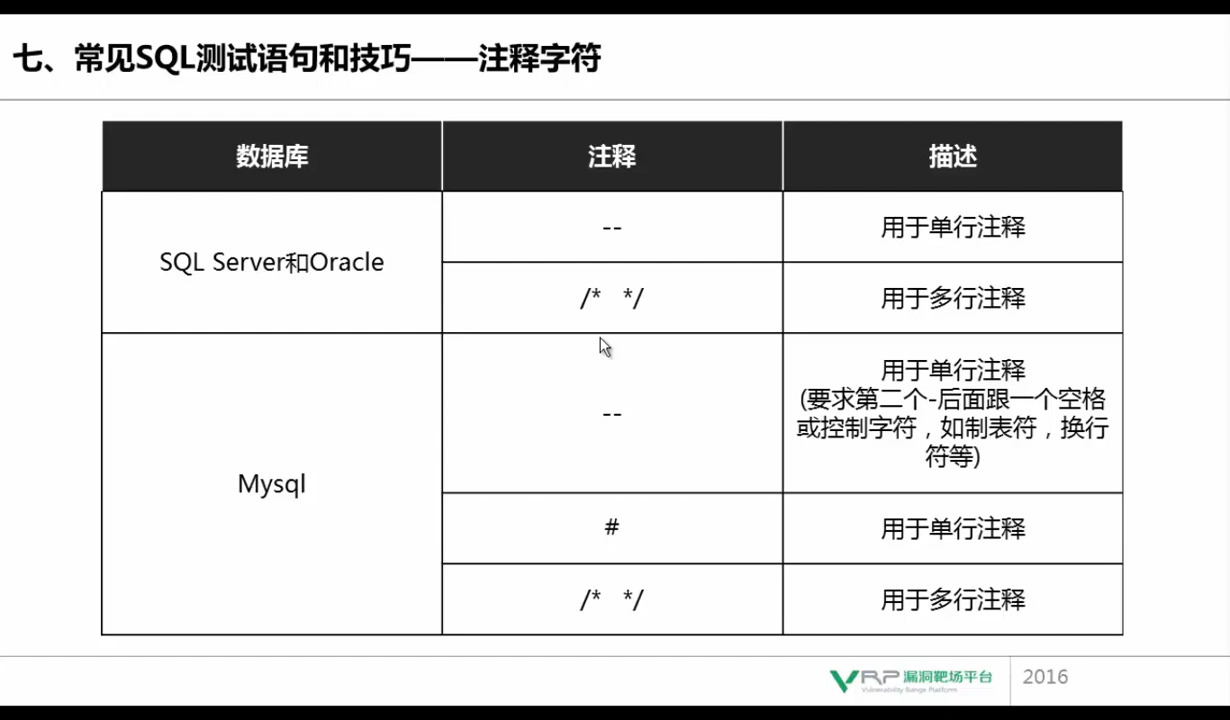 七、常见SQL测试语句和技巧——注释字符
数据库 注释 描述
SQL Server和Oracle
-- 用于单行注释
/* */ 用于多行注释
Mysql
--
用于单行注释
(要求第二个-后面跟一个空格
或控制字符，如制表符，换行
符等)
# 用于单行注释
/* */ 用于多行注释
VRP 漏洞靶场平台
Vulnerability Range Platform
2016